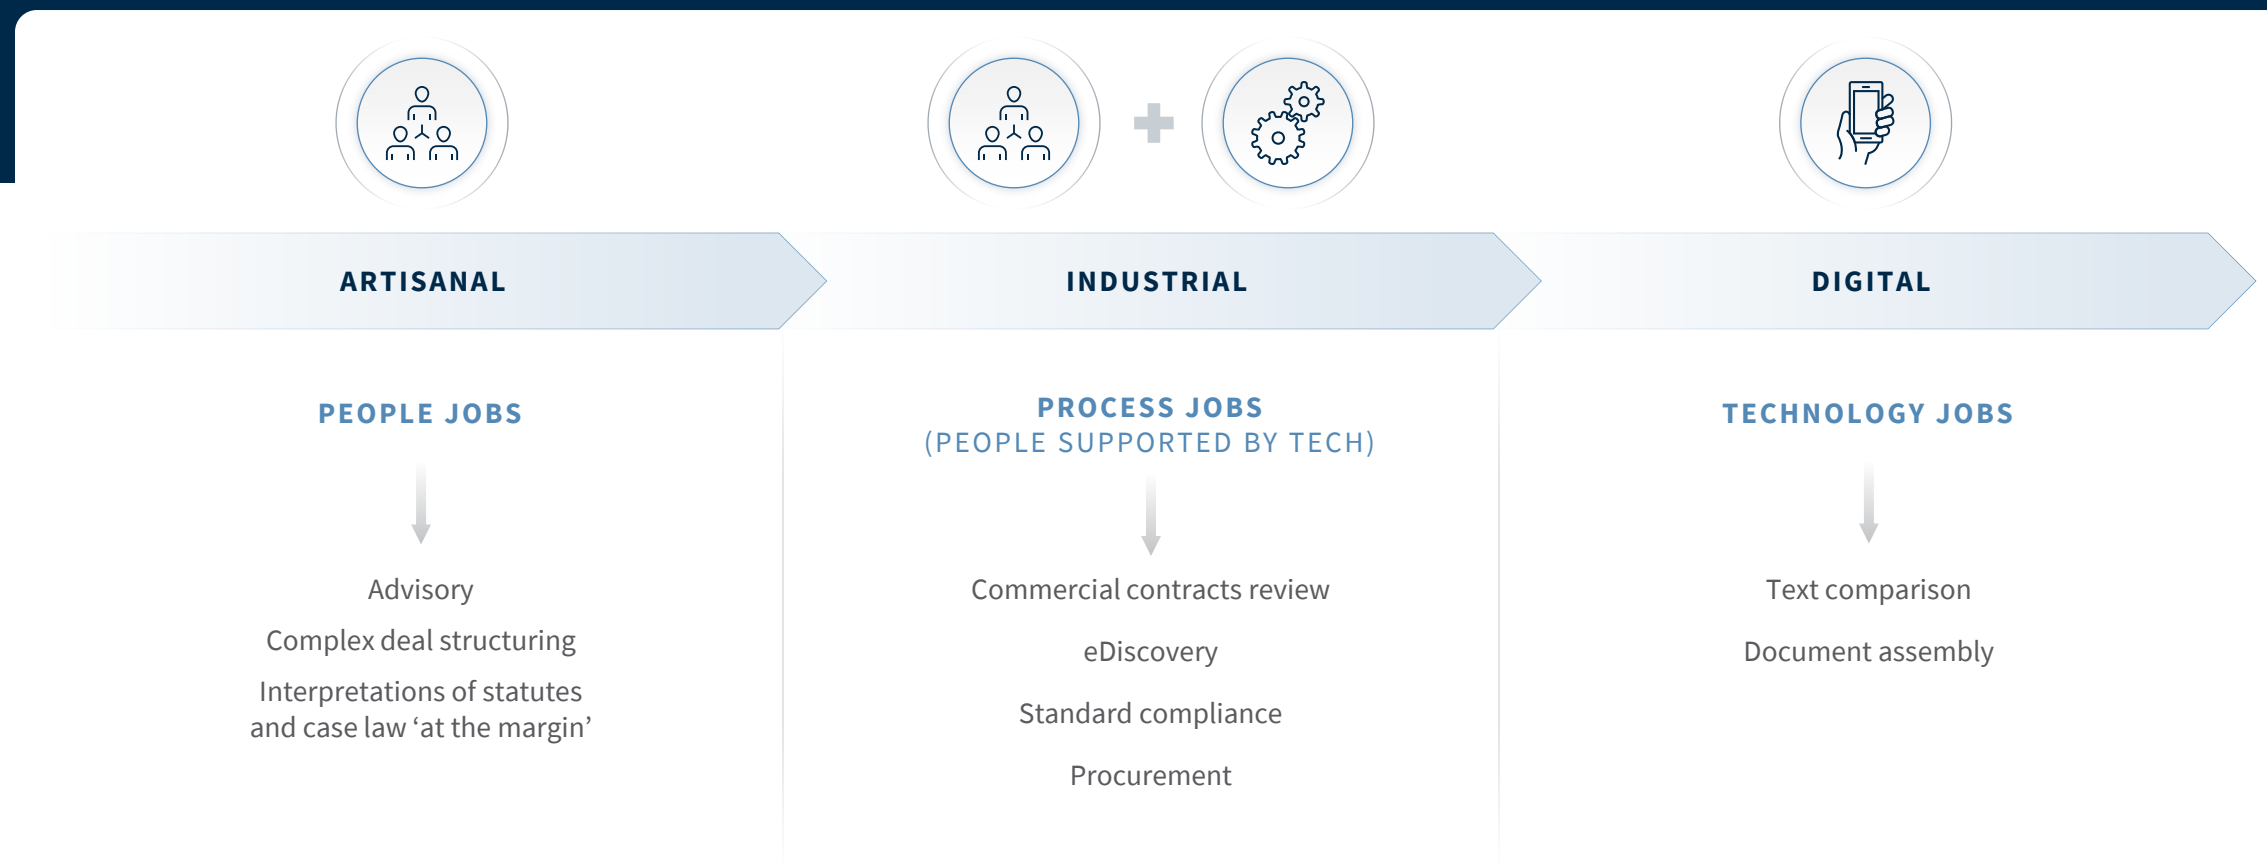 ARTISANAL
INDUSTRIAL
DIGITAL
PEOPLE JOBS
Advisory
Complex deal structuring
Interpretations of statutes
and case law ‘at the margin’
PROCESS JOBS
(PEOPLE SUPPORTED BY TECH)
Commercial contracts review
eDiscovery
Standard compliance
Procurement
TECHNOLOGY JOBS
Text comparison
Document assembly